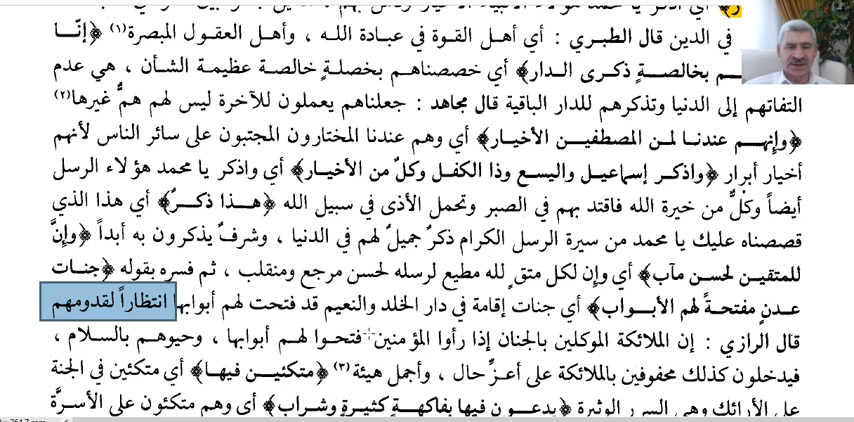 في الدين قال الطبري : أي أهل القوة في عبادة الله ، وأهل العقول المبصرة(١) ﴿إنّا
م بخالصةٍ ذكرى الدار﴾ أي خصصناهم بخصلةٍ خالصة عظيمة الشأن ، هي عدم
التفاتهم إلى الدنيا وتذكرهم للدار الباقية قال مجاهد : جعلناهم يعملون للآخرة ليس لهم همٌّ غيرها(٢)
﴿وإنهم عندنا لمن المصطفين الأخيار﴾ أي وهم عندنا المختارون المجتبون على سائر الناس لأنهم
أخيار أبرار ﴿واذكر إسماعيل واليسع وذا الكفل وكلٌ من الأخيار﴾ أي واذكر يا محمد هؤلاء الرسل
أيضاً وكلٌّ من خيرة الله فاقتد بهم في الصبر وتحمل الأذى في سبيل الله ﴿هذا ذكرٌ﴾ أي هذا الذي
قصصناه عليك يا محمد من سيرة الرسل الكرام ذكرٌ جميلٌ لهم في الدنيا ، وشرفٌ يذكرون به أبداً ﴿وإنَّ
للمتقين لحسن مآب﴾ أي وإن لكل متقٍ لله مطيع لرسله لحسن مرجع ومنقلب ، ثم فسره بقوله ﴿جنات
عدنٍ مفتحةً لهم الأبواب﴾ أي جنات إقامة في دار الخلد والنعيم قد فتحت لهم أبوابها انتظاراً لقدومهم
قال الرازي : إن الملائكة الموكلين بالجنان إذا رأوا المؤمنين فتحوا لهم أبوابها ، وحيوهم بالسلام ،
فيدخلون كذلك محفوفين بالملائكة على أعزِّ حال ، وأجمل هيئة(٣) ﴿متكئين فيها﴾ أي متكئين في الجنة
على الأرائك وهي السرر الوثيرة ﴿يدعون فيها بفاكهةٍ كثيرةٍ وشراب﴾ أي وهم متكئون على الأسرَّة